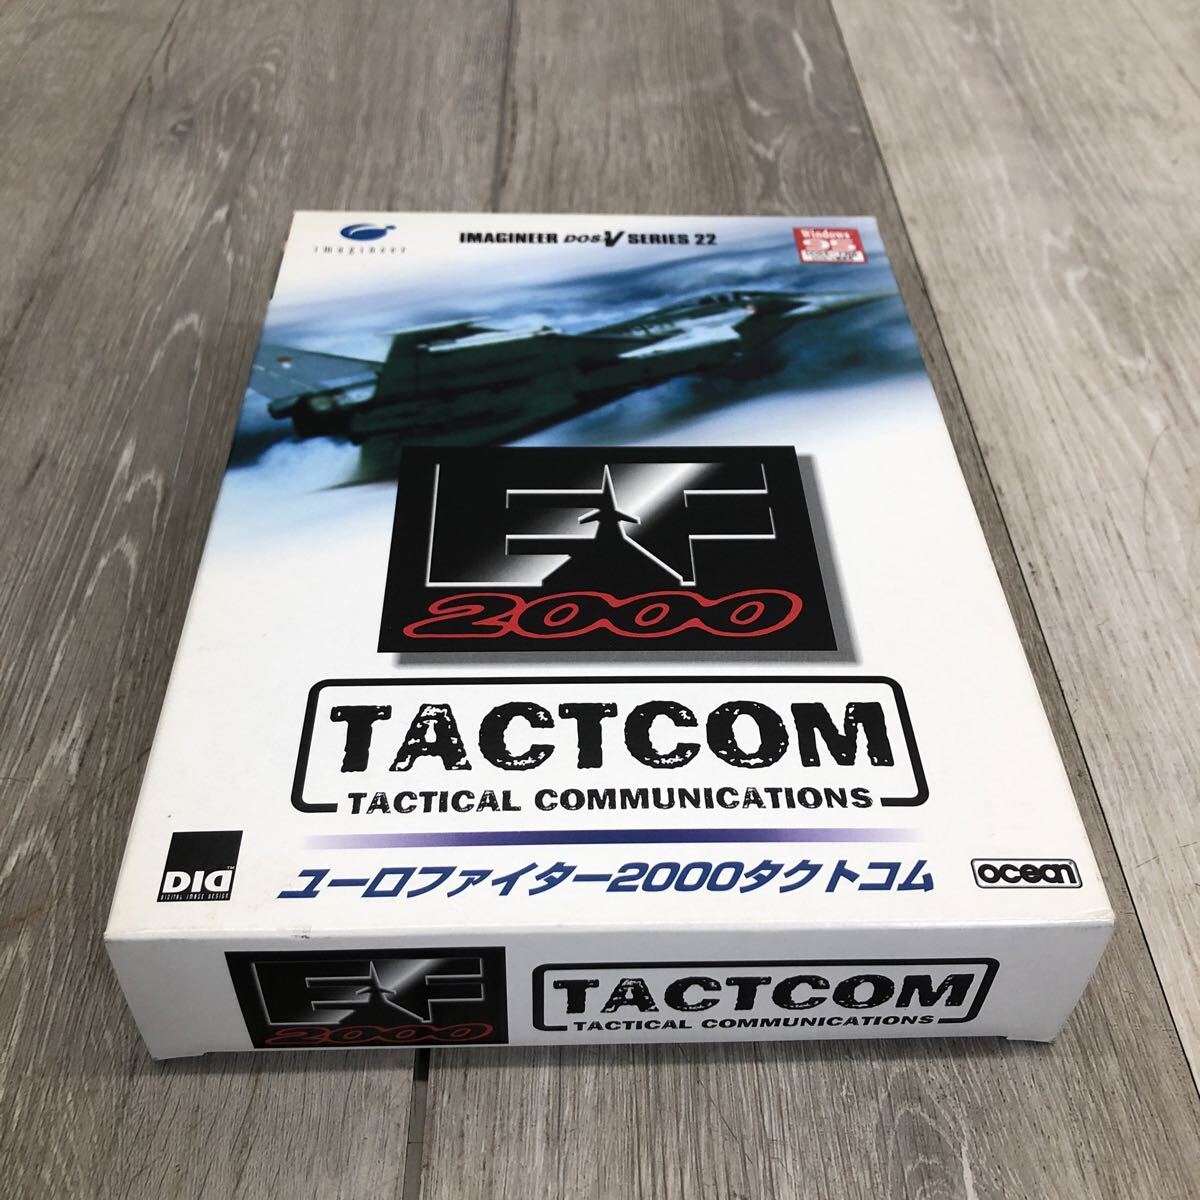 imagineer
IMAGINEER DOS/V SERIES 22
Windows
95
EF
2000
TACTCOM
TACTICAL COMMUNICATIONS
DID™
DIGITAL IMAGE DESIGN
ユーロファイター2000タクトコム
ocean
EF
2000
TACTCOM
TACTICAL COMMUNICATIONS